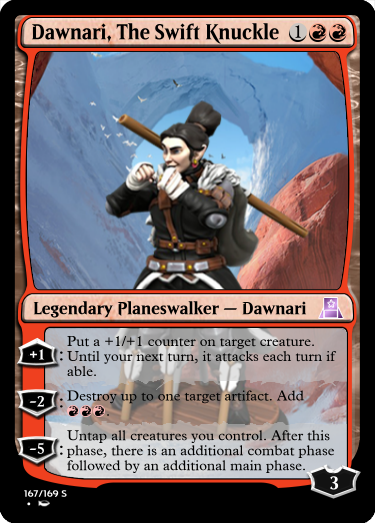 Dawnari, The Swift Knuckle 1
Legendary Planeswalker — Dawnari
+1: Put a +1/+1 counter on target creature.
Until your next turn, it attacks each turn if
able.
-2: Destroy up to one target artifact. Add
.
-5: Untap all creatures you control. After this
phase, there is an additional combat phase
followed by an additional main phase.
3
167/169 S